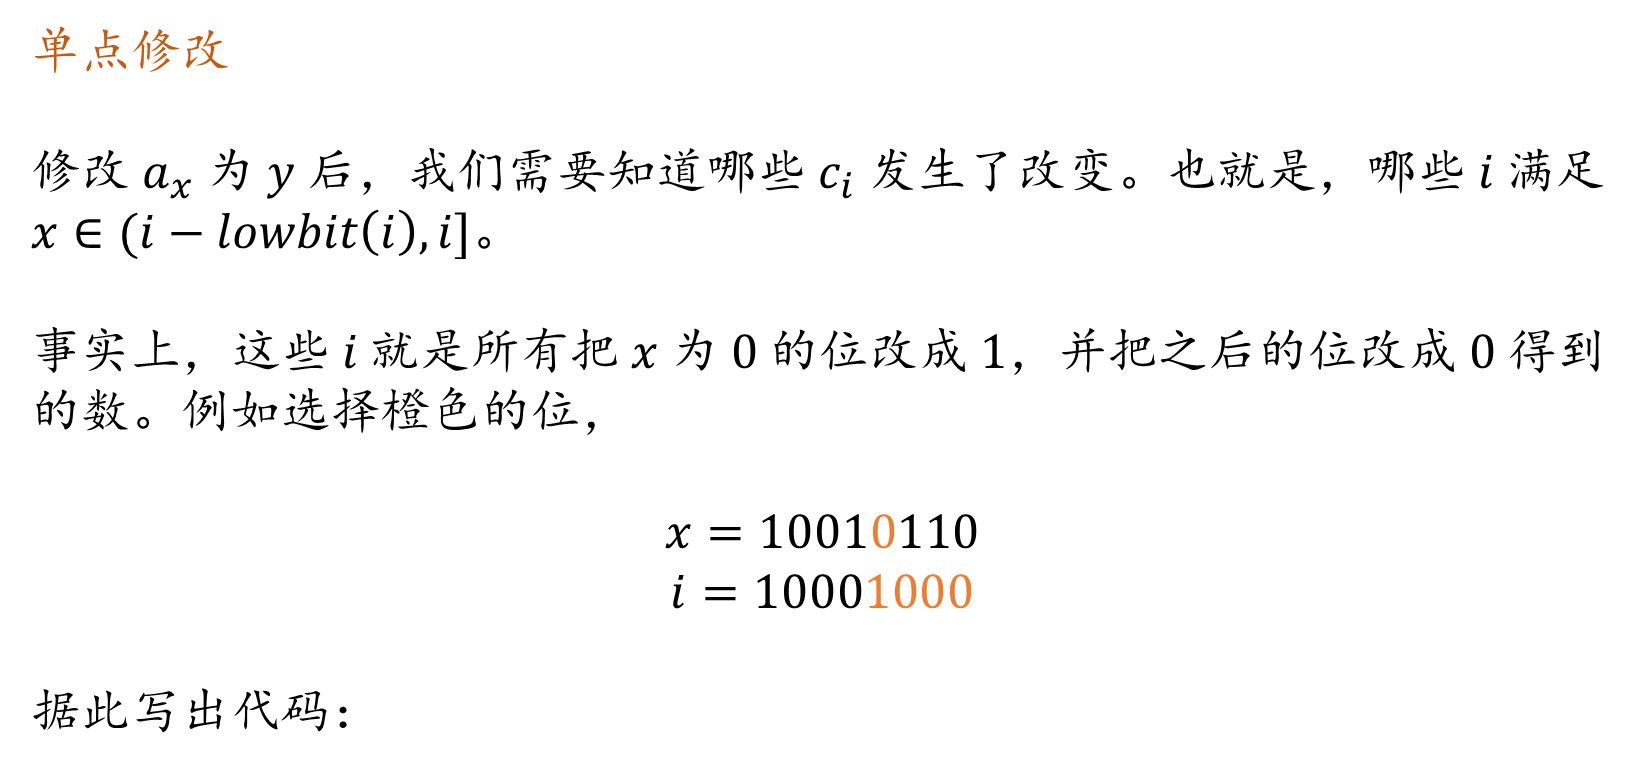 单点修改
修改 aₓ 为 y 后，我们需要知道哪些 cᵢ 发生了改变。也就是，哪些 i 满足
x ∈ (i − lowbit(i), i]。
事实上，这些 i 就是所有把 x 为 0 的位改成 1，并把之后的位改成 0 得到
的数。例如选择橙色的位，
x = 10010110
i = 10001000
据此写出代码：